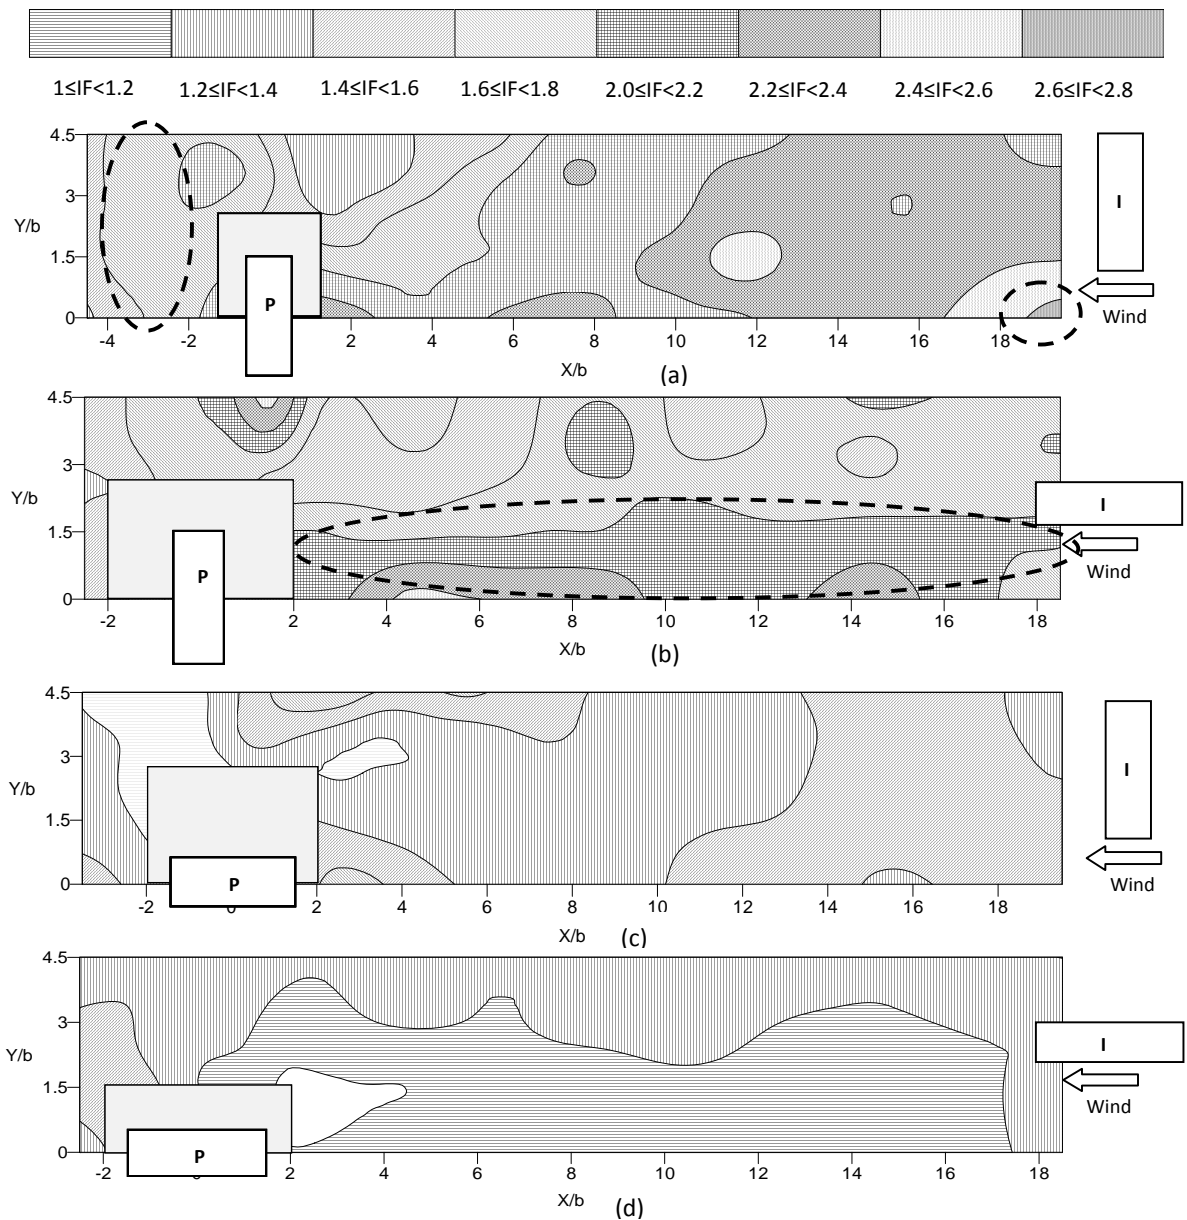 1≤IF<1.2 1.2≤IF<1.4 1.4≤IF<1.6 1.6≤IF<1.8 2.0≤IF<2.2 2.2≤IF<2.4 2.4≤IF<2.6 2.6≤IF<2.8
4.5
3
Y/b
1.5
0
I
P
Wind
-4 -2 2 4 6 8 10 12 14 16 18
X/b
(a)
4.5
3
Y/b
1.5
0
I
P
Wind
-2 2 4 6 8 10 12 14 16 18
X/b
(b)
4.5
3
Y/b
1.5
0
I
P
Wind
-2 0 2 4 6 8 10 12 14 16 18
X/b
(c)
4.5
3
Y/b
1.5
0
I
Wind
P
-2 0 2 4 6 8 10 12 14 16 18
X/b
(d)